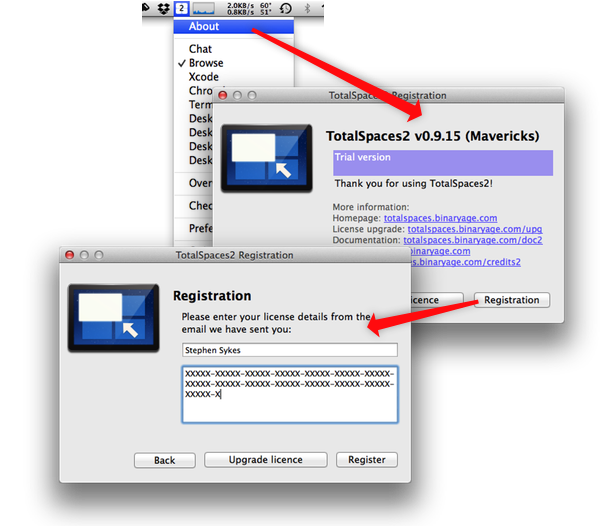 2
2.0KB/s 60°
0.8KB/s 51°
About
Chat
Browse
Xcode
Chro
Term
Desk
Desk
Desk
Desk
Over
Chec
Prefe
TotalSpaces2 Registration
TotalSpaces2 v0.9.15 (Mavericks)
Trial version
Thank you for using TotalSpaces2!
More information:
Homepage: totalspaces.binaryage.com
License upgrade: totalspaces.binaryage.com/upg
Documentation: totalspaces.binaryage.com/doc2
binaryage.com
es.binaryage.com/credits2
icence
Registration
TotalSpaces2 Registration
Registration
Please enter your license details from the
email we have sent you:
Stephen Sykes
XXXXX-XXXXX-XXXXX-XXXXX-XXXXX-XXXXX-XXXXX-
XXXXX-XXXXX-XXXXX-XXXXX-XXXXX-XXXXX-XXXXX-
XXXXX-X
Back
Upgrade licence
Register